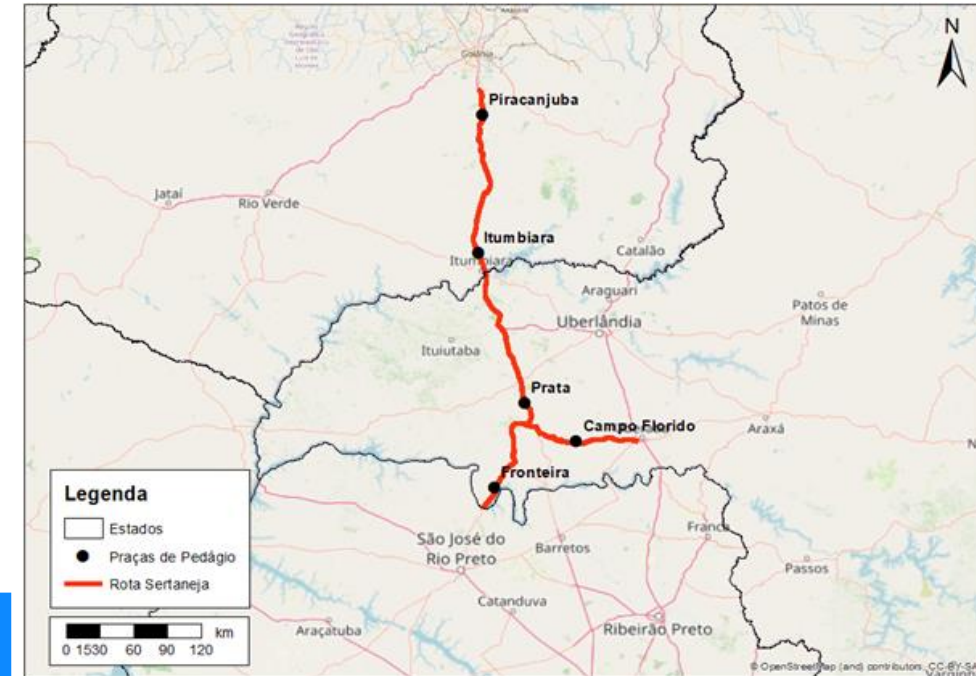 Goiânia
N
Piracanjuba
Jataí
Rio Verde
Itumbiara
Itumbiara
Catalão
Araguari
Patos de
Minas
Uberlândia
Ituiutaba
Prata
Campo Florido
Araxá
Fronteira
Legenda
Estados
Praças de Pedágio
Rota Sertaneja
São José do
Rio Preto
Barretos
Franca
Passos
Catanduva
Araçatuba
Ribeirão Preto
km
0 1530 60 90 120
© OpenStreetMap (and) contributors, CC-BY-SA